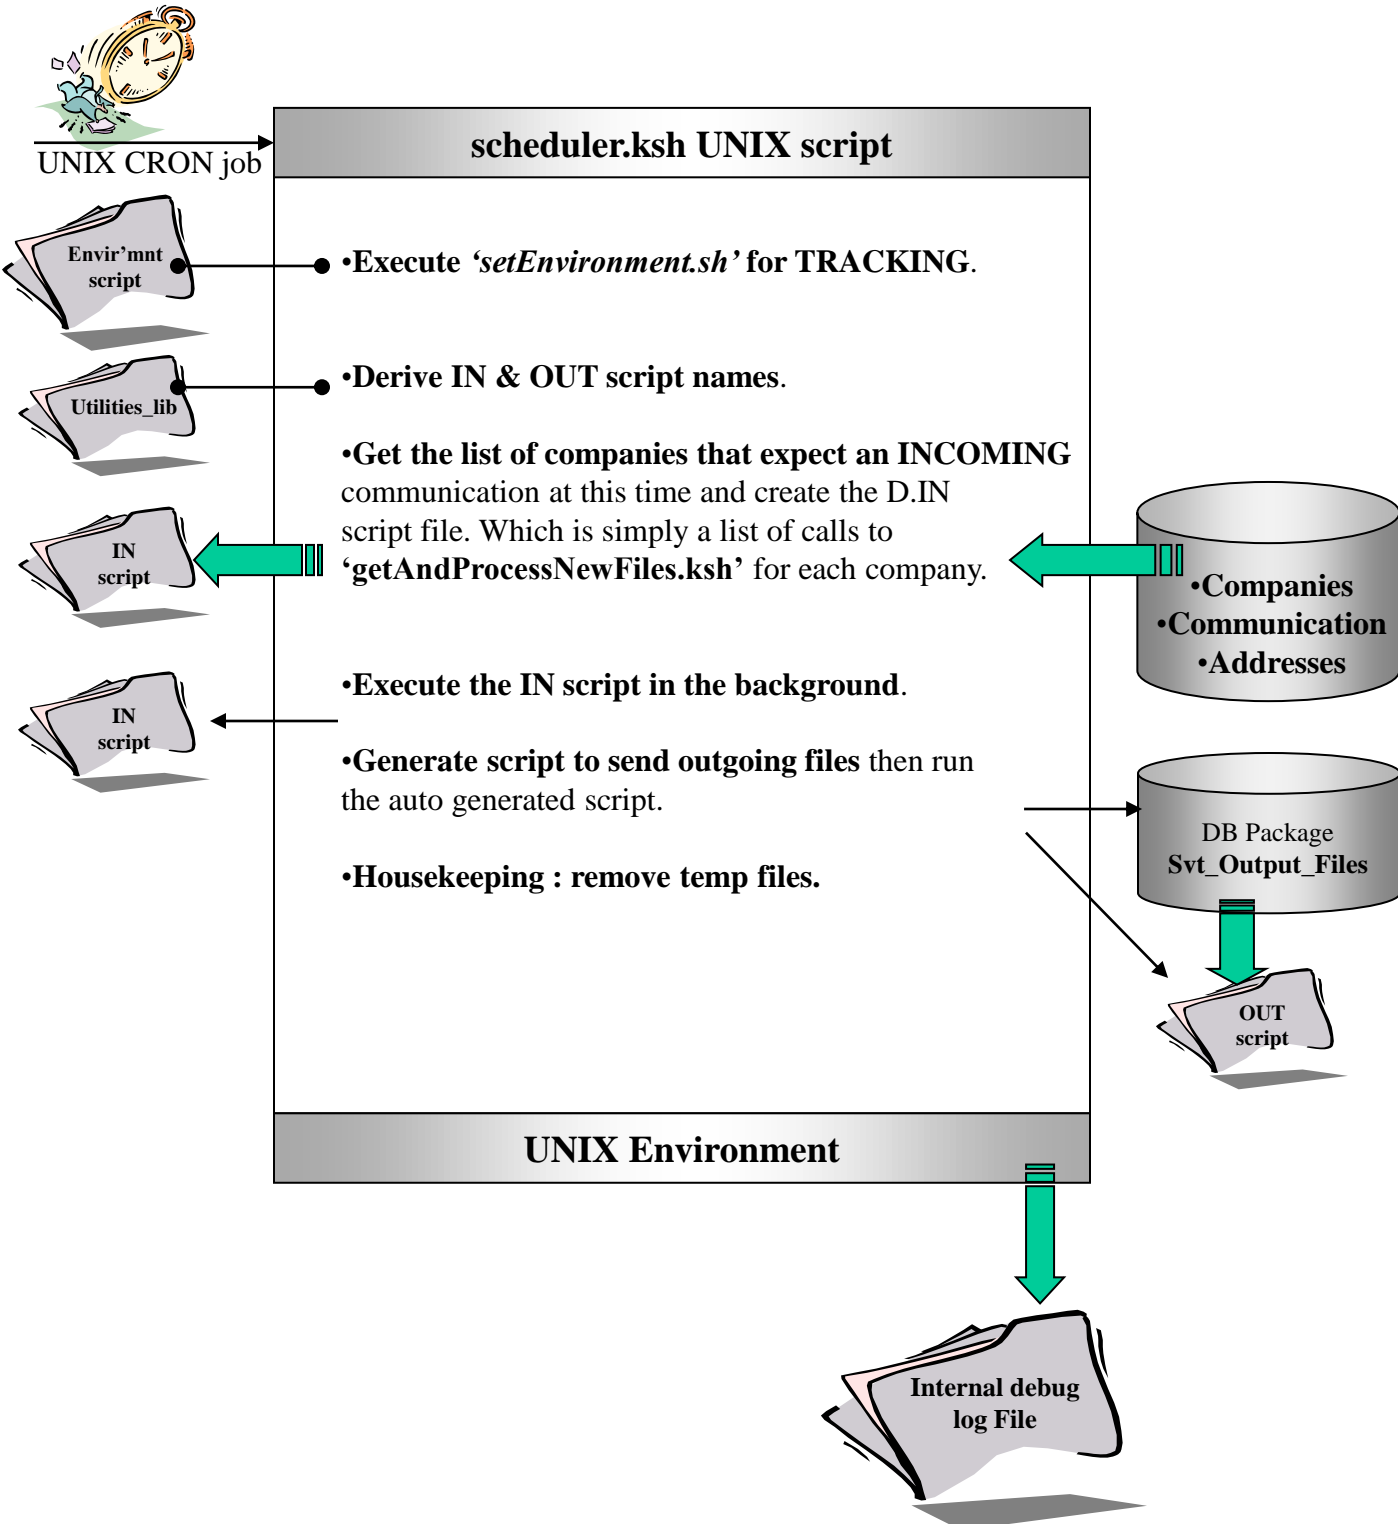 UNIX CRON job
scheduler.ksh UNIX script
Envir’mnt
script
•Execute ‘setEnvironment.sh’ for TRACKING.
Utilities_lib
•Derive IN & OUT script names.
•Get the list of companies that expect an INCOMING
communication at this time and create the D.IN
script file. Which is simply a list of calls to
‘getAndProcessNewFiles.ksh’ for each company.
IN
script
•Companies
•Communication
•Addresses
•Execute the IN script in the background.
IN
script
•Generate script to send outgoing files then run
the auto generated script.
DB Package
Svt_Output_Files
•Housekeeping : remove temp files.
OUT
script
UNIX Environment
Internal debug
log File